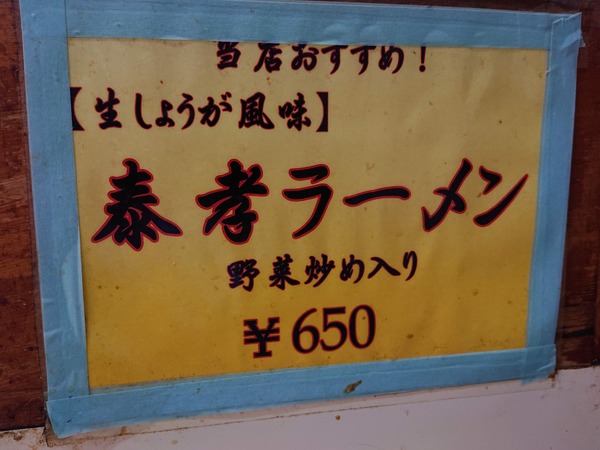 当店おすすめ!
【生しょうが風味】
泰孝ラーメン
野菜炒め入り
¥650